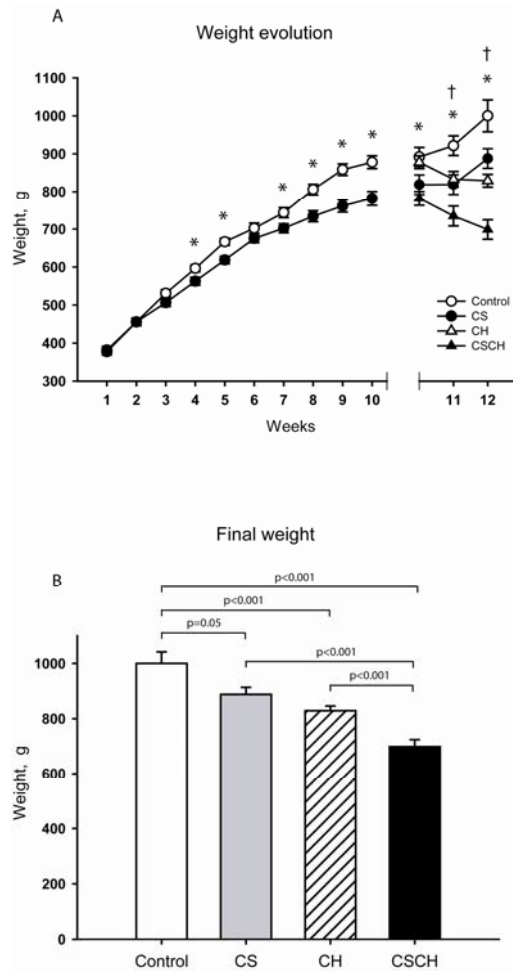 A
Weight evolution
1100
1000
900
800
700
600
500
400
300
Weight, g
* * * * * * * * † * †
Control
CS
CH
CSCH
1 2 3 4 5 6 7 8 9 10 11 12
Weeks
Final weight
B
p<0.001
p<0.001
p=0.05
p<0.001
p<0.001
1000
800
600
400
200
0
Weight, g
Control CS CH CSCH